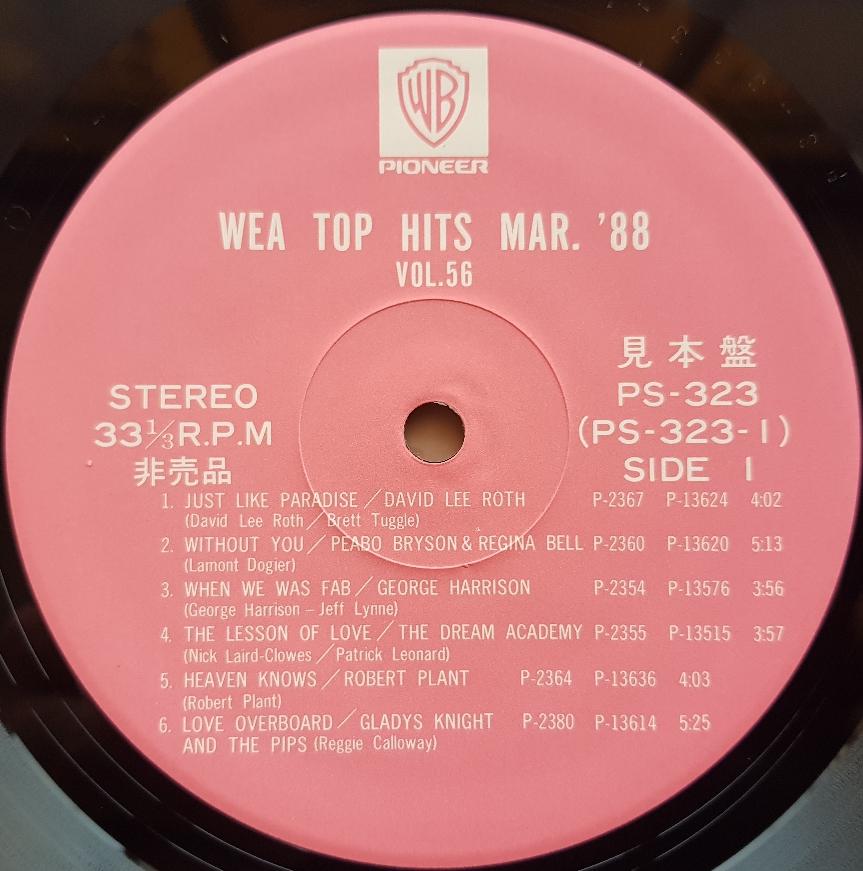 WB
PIONEER
WEA TOP HITS MAR. '88
VOL.56
STEREO
33⅓R.P.M
非売品
見本盤
PS-323
(PS-323-1)
SIDE 1
1. JUST LIKE PARADISE／DAVID LEE ROTH P-2367 P-13624 4:02
(David Lee Roth／Brett Tuggle)
2. WITHOUT YOU／PEABO BRYSON & REGINA BELL P-2360 P-13620 5:13
(Lamont Dogier)
3. WHEN WE WAS FAB／GEORGE HARRISON P-2354 P-13576 3:56
(George Harrison – Jeff Lynne)
4. THE LESSON OF LOVE／THE DREAM ACADEMY P-2355 P-13515 3:57
(Nick Laird-Clowes／Patrick Leonard)
5. HEAVEN KNOWS／ROBERT PLANT P-2364 P-13636 4:03
(Robert Plant)
6. LOVE OVERBOARD／GLADYS KNIGHT P-2380 P-13614 5:25
AND THE PIPS (Reggie Calloway)